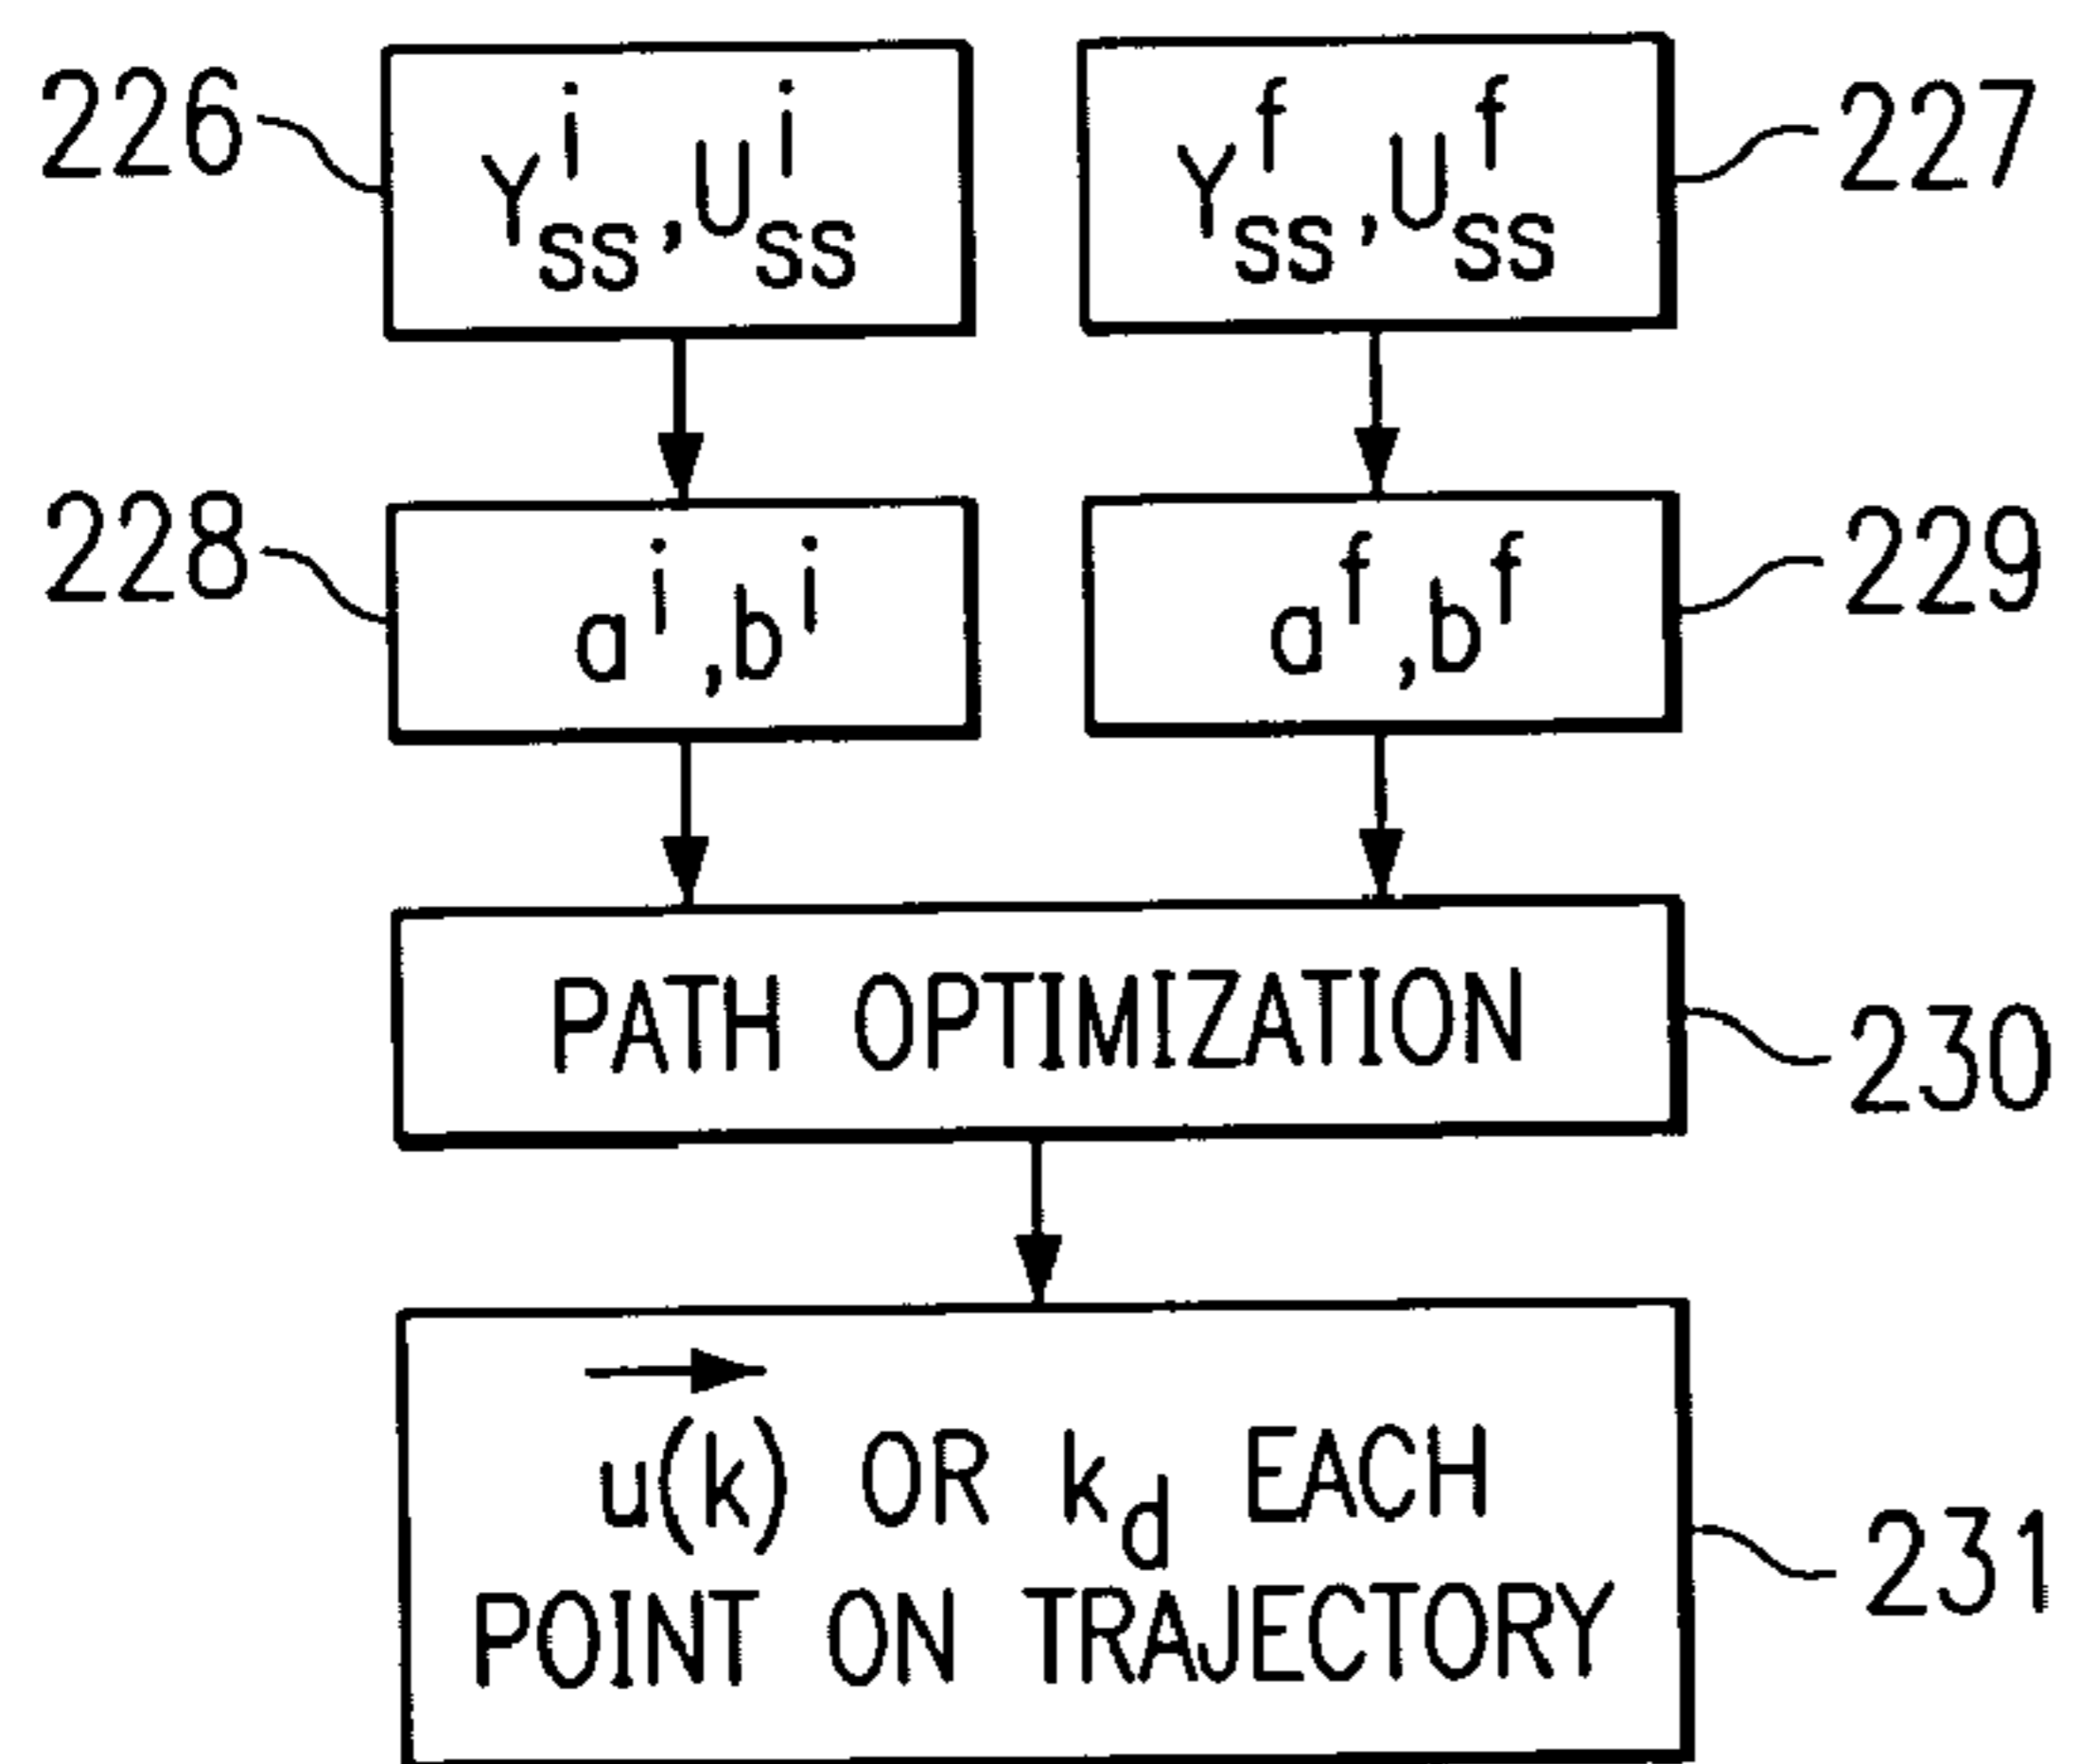 226
Y^i_ss, U^i_ss
Y^f_ss, U^f_ss
227
228
a^i, b^i
a^f, b^f
229
PATH OPTIMIZATION
230
→
u(k) OR k_d EACH
POINT ON TRAJECTORY
231